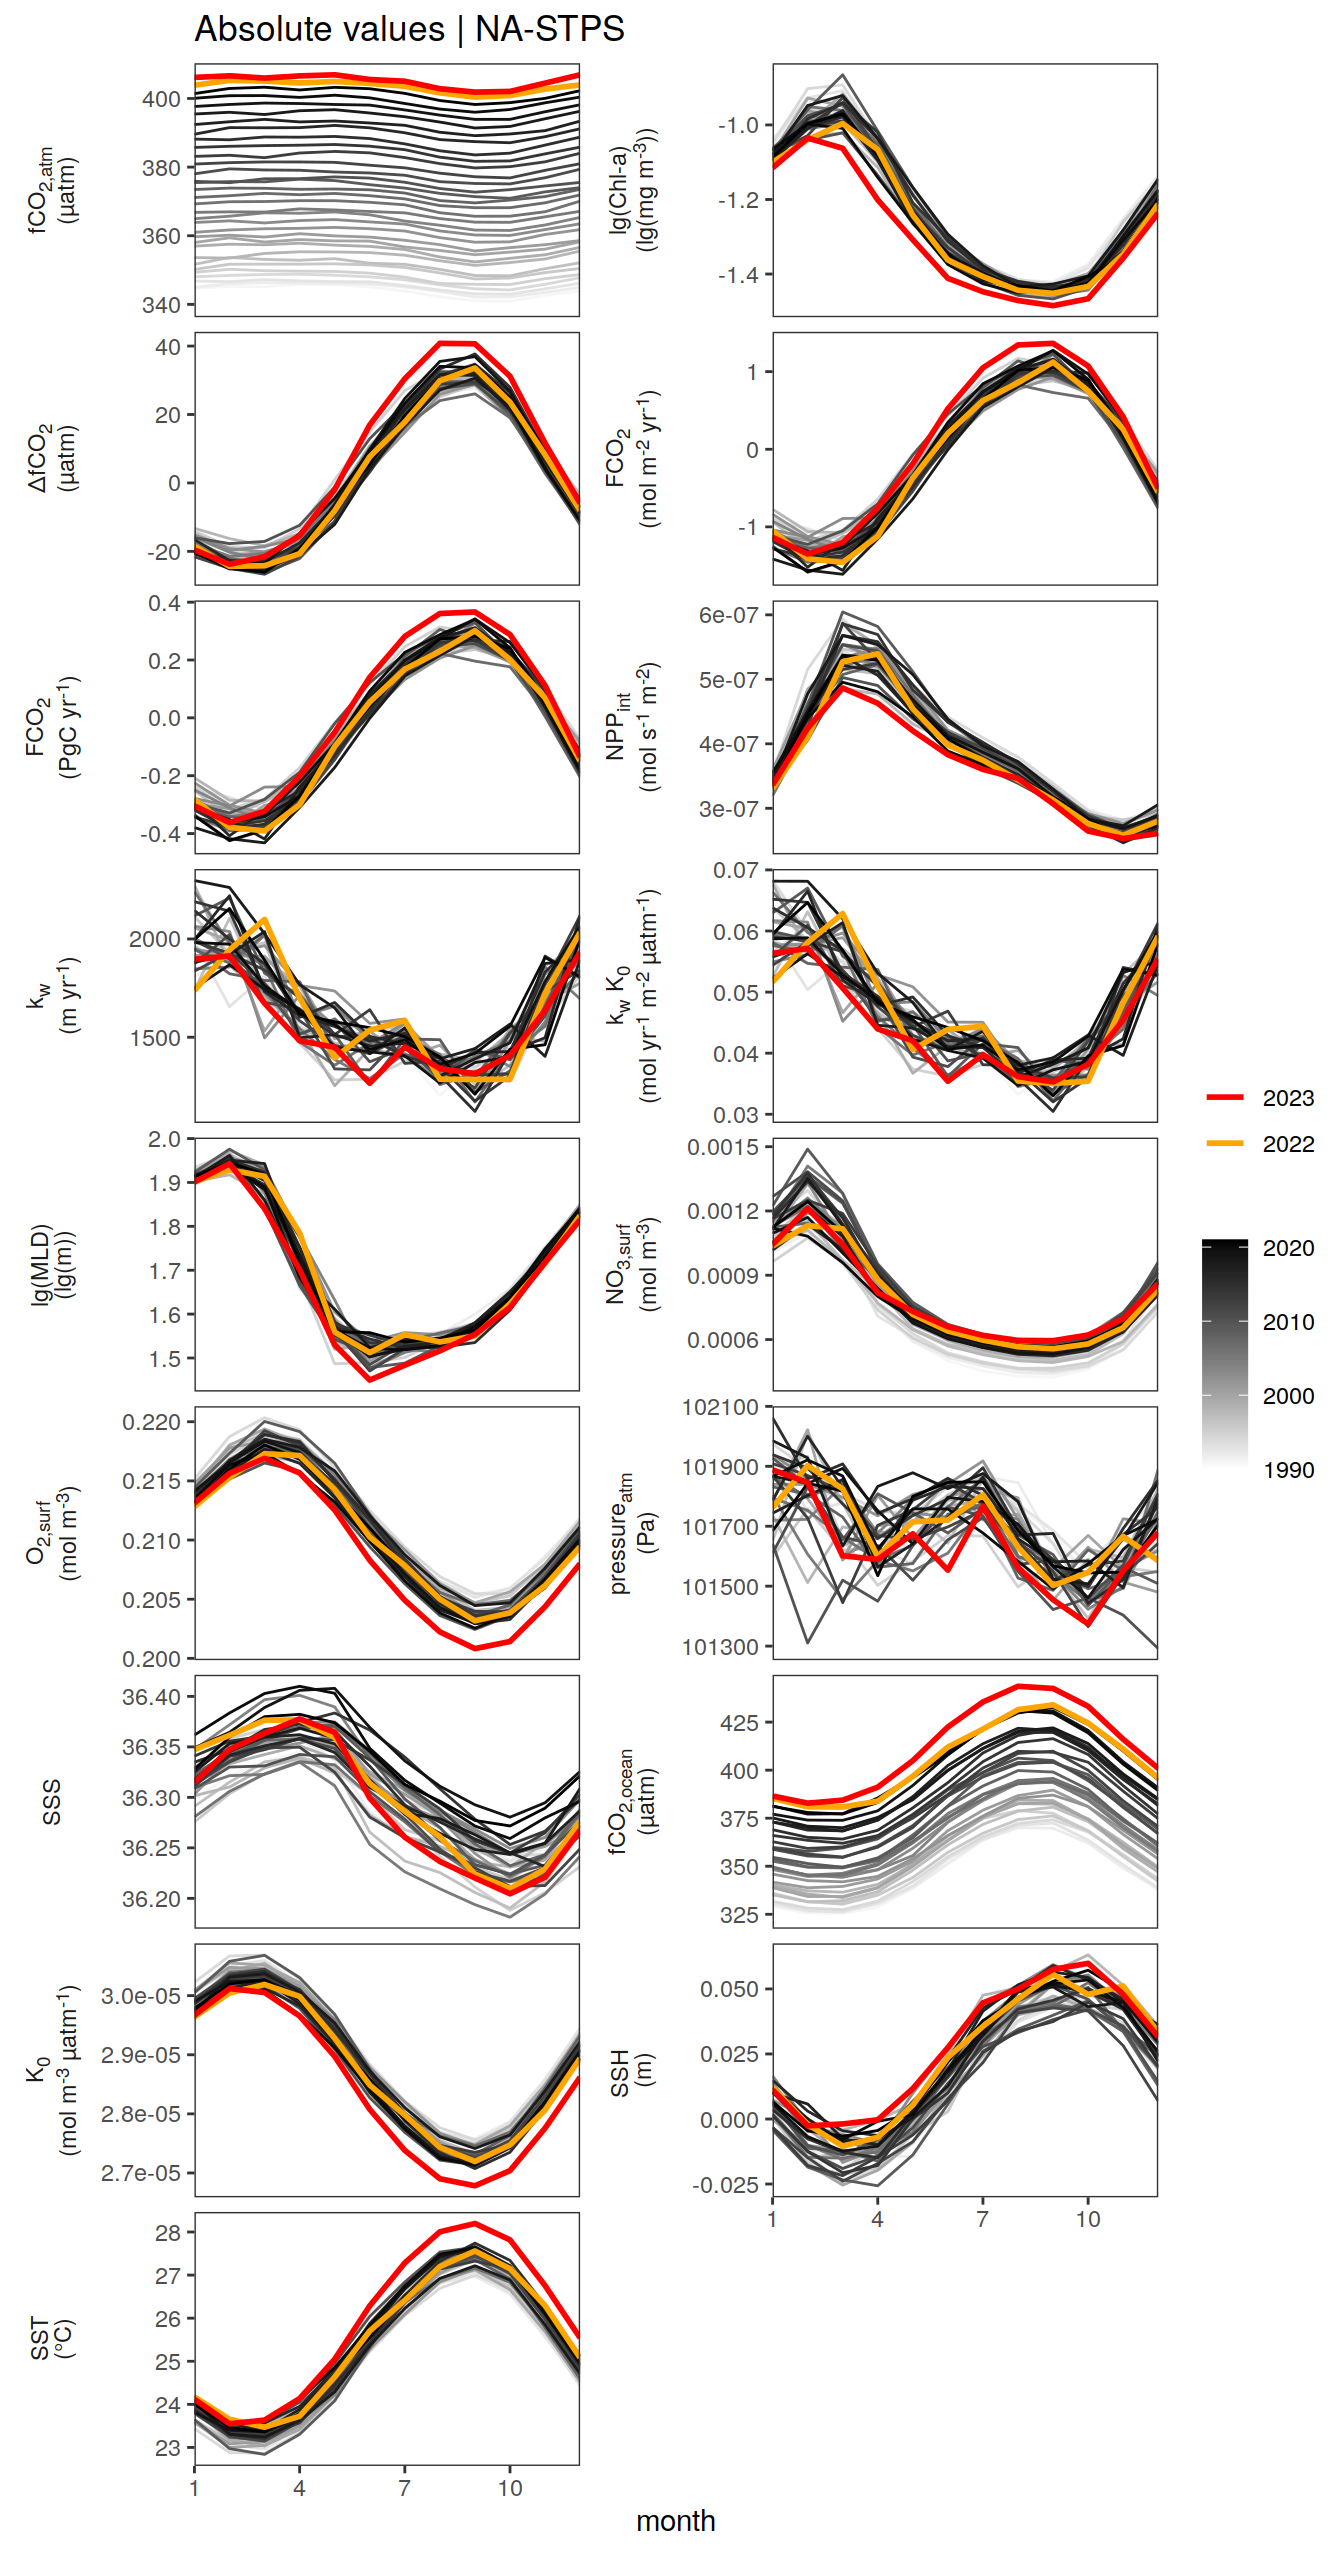 Absolute values | NA-STPS
fCO2,atm
(µatm)
400
380
360
340
lg(Chl-a)
(lg(mg m-3))
-1.0
-1.2
-1.4
ΔfCO2
(µatm)
40
20
0
-20
FCO2
(mol m-2 yr-1)
1
0
-1
FCO2
(PgC yr-1)
0.4
0.2
0.0
-0.2
-0.4
NPPint
(mol s-1 m-2)
6e-07
5e-07
4e-07
3e-07
kw
(m yr-1)
2000
1500
kw K0
(mol yr-1 m-2 µatm-1)
0.07
0.06
0.05
0.04
0.03
lg(MLD)
(lg(m))
2.0
1.9
1.8
1.7
1.6
1.5
NO3,surf
(mol m-3)
0.0015
0.0012
0.0009
0.0006
O2,surf
(mol m-3)
0.220
0.215
0.210
0.205
0.200
pressureatm
(Pa)
102100
101900
101700
101500
101300
SSS
36.40
36.35
36.30
36.25
36.20
fCO2,ocean
(µatm)
425
400
375
350
325
K0
(mol m-3 µatm-1)
3.0e-05
2.9e-05
2.8e-05
2.7e-05
SSH
(m)
0.050
0.025
0.000
-0.025
1 4 7 10
SST
(°C)
28
27
26
25
24
23
1 4 7 10
month
2023
2022
2020
2010
2000
1990